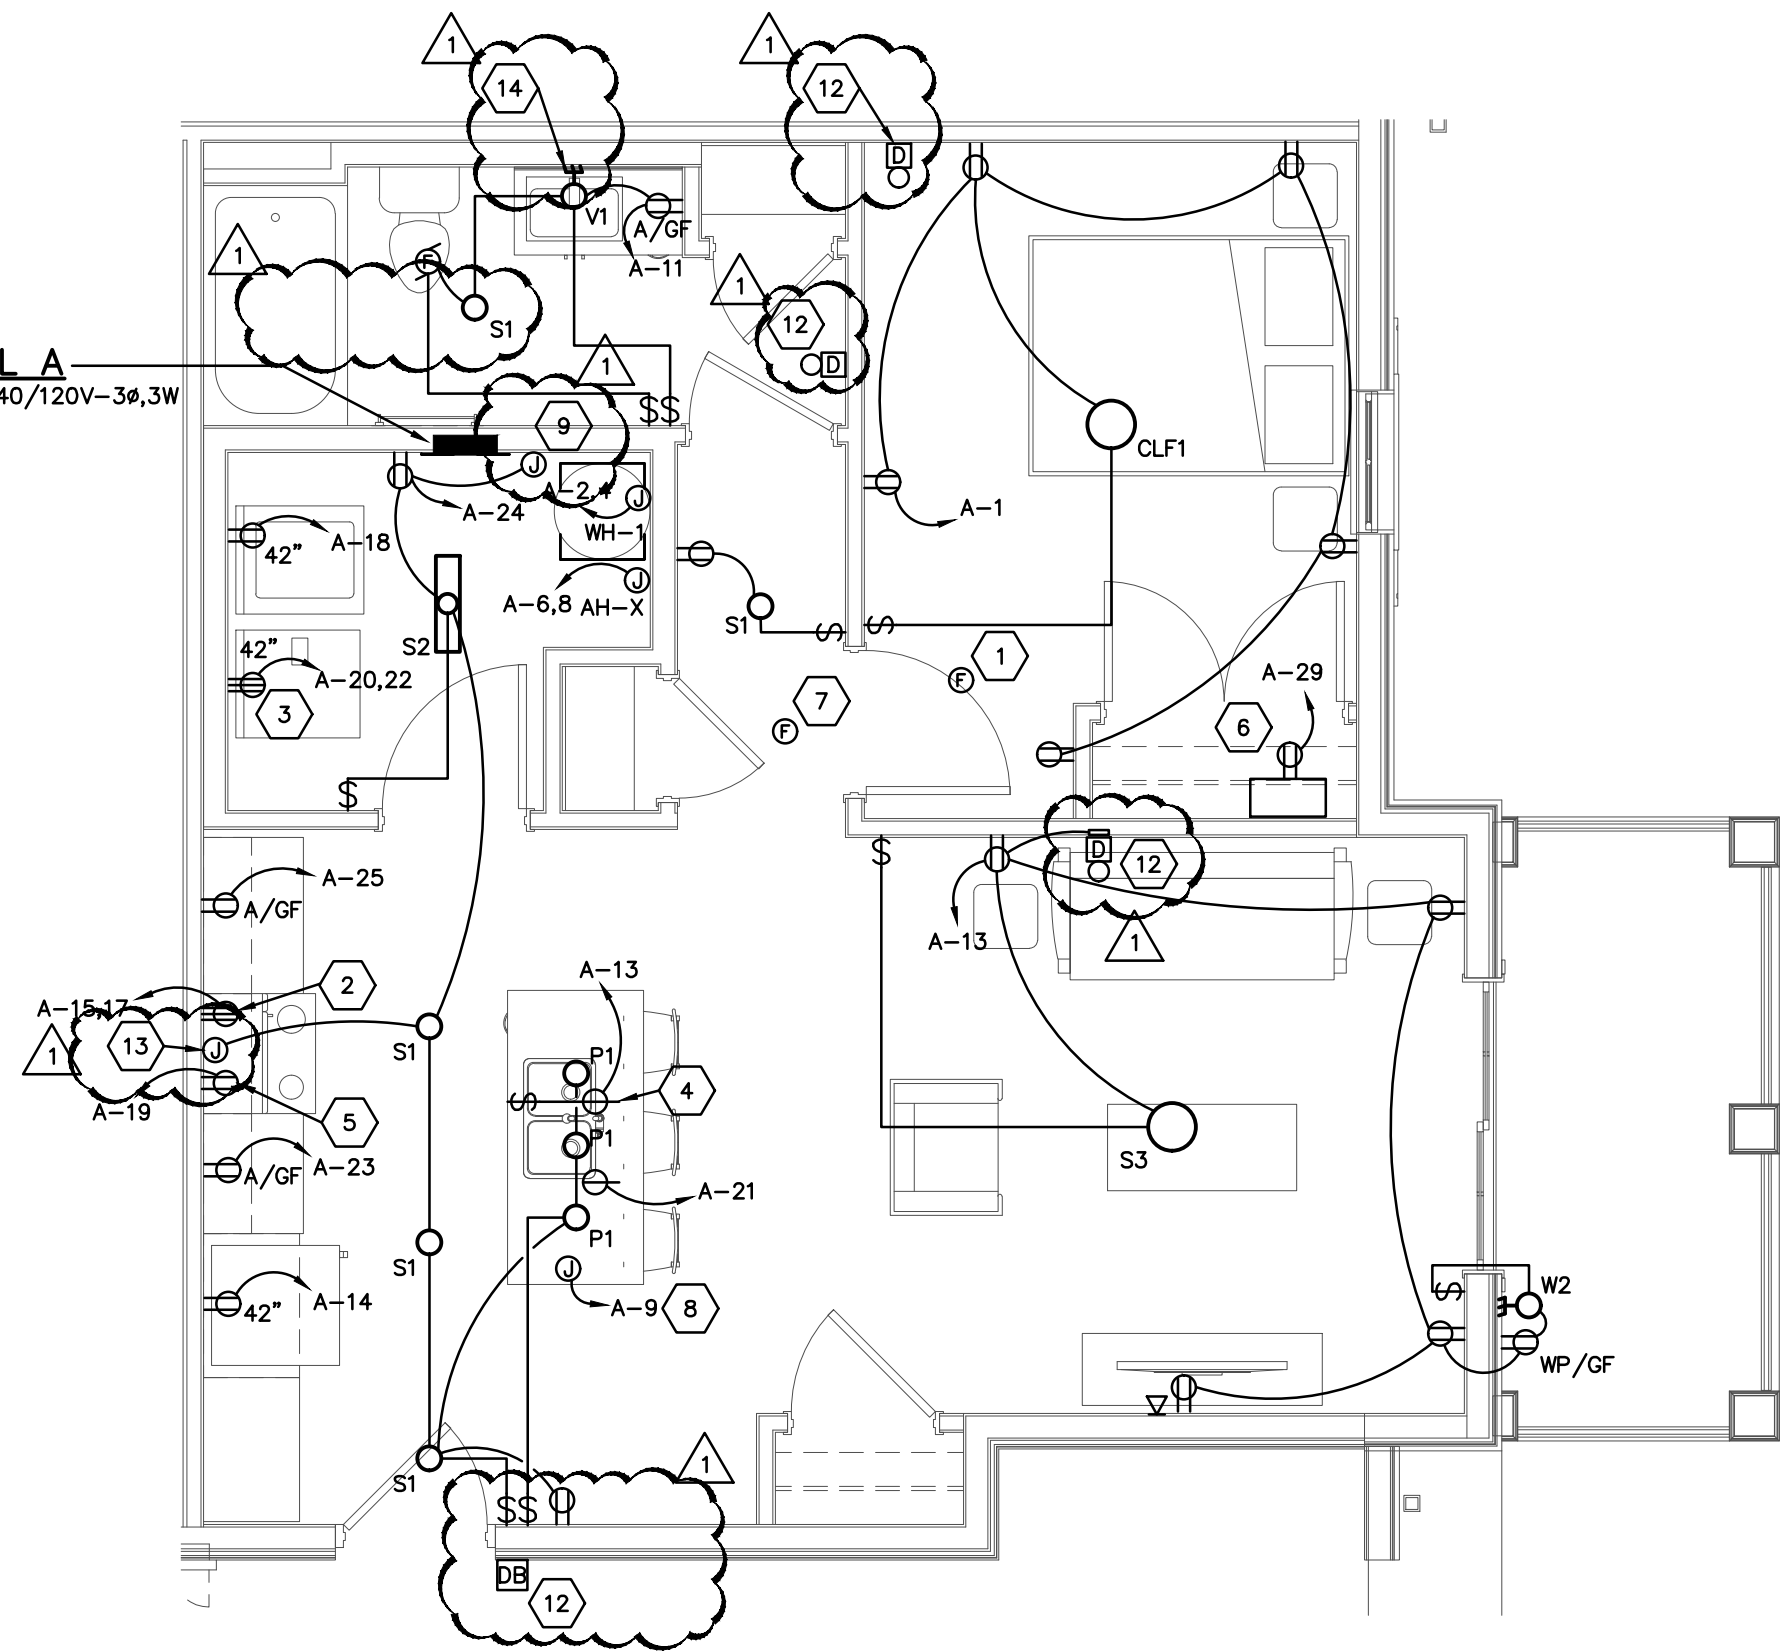 1
14
1
12
D
V1
A/GF
A-11
1
F
S1
1
12
D
L A
40/120V-3ø,3W
1
$$
9
J
A-2,4
J
WH-1
A-24
CLF1
A-1
A-18
42"
A-6,8
AH-X
J
S2
S1
$
$
42"
A-20,22
3
1
F
7
F
A-29
6
$
$
D
12
1
A-25
A/GF
A-13
A-13
2
A-15,17
13
J
1
S1
A-19
5
P1
$
4
P1
A-23
A/GF
A-21
S3
P1
S1
J
A-9
8
A-14
42"
W2
$
WP/GF
S1
1
$$
DB
12